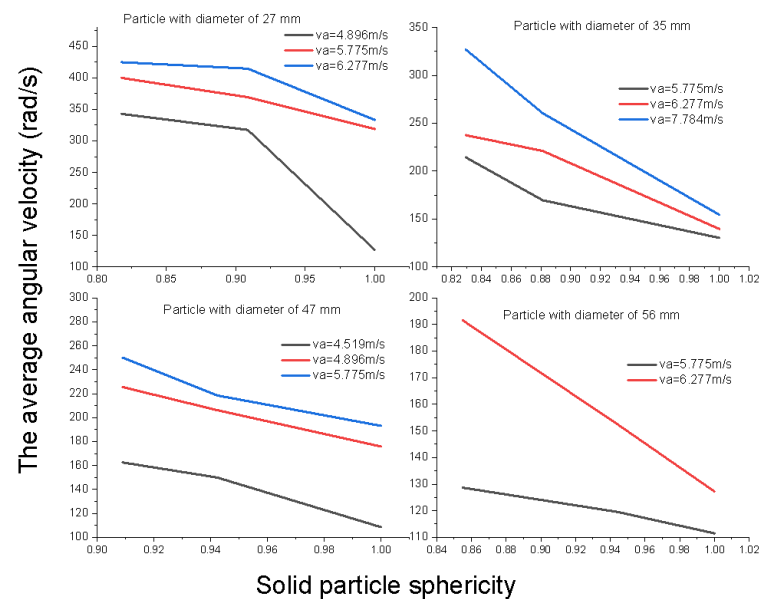 The average angular velocity (rad/s)
Particle with diameter of 27 mm
va=4.896m/s
va=5.775m/s
va=6.277m/s
450
400
350
300
250
200
150
100
0.80 0.85 0.90 0.95 1.00
Particle with diameter of 35 mm
va=5.775m/s
va=6.277m/s
va=7.784m/s
350
300
250
200
150
100
0.82 0.84 0.86 0.88 0.90 0.92 0.94 0.96 0.98 1.00 1.02
Particle with diameter of 47 mm
va=4.519m/s
va=4.896m/s
va=5.775m/s
300
280
260
240
220
200
180
160
140
120
100
0.90 0.92 0.94 0.96 0.98 1.00
Particle with diameter of 56 mm
va=5.775m/s
va=6.277m/s
200
190
180
170
160
150
140
130
120
110
0.84 0.86 0.88 0.90 0.92 0.94 0.96 0.98 1.00 1.02
Solid particle sphericity